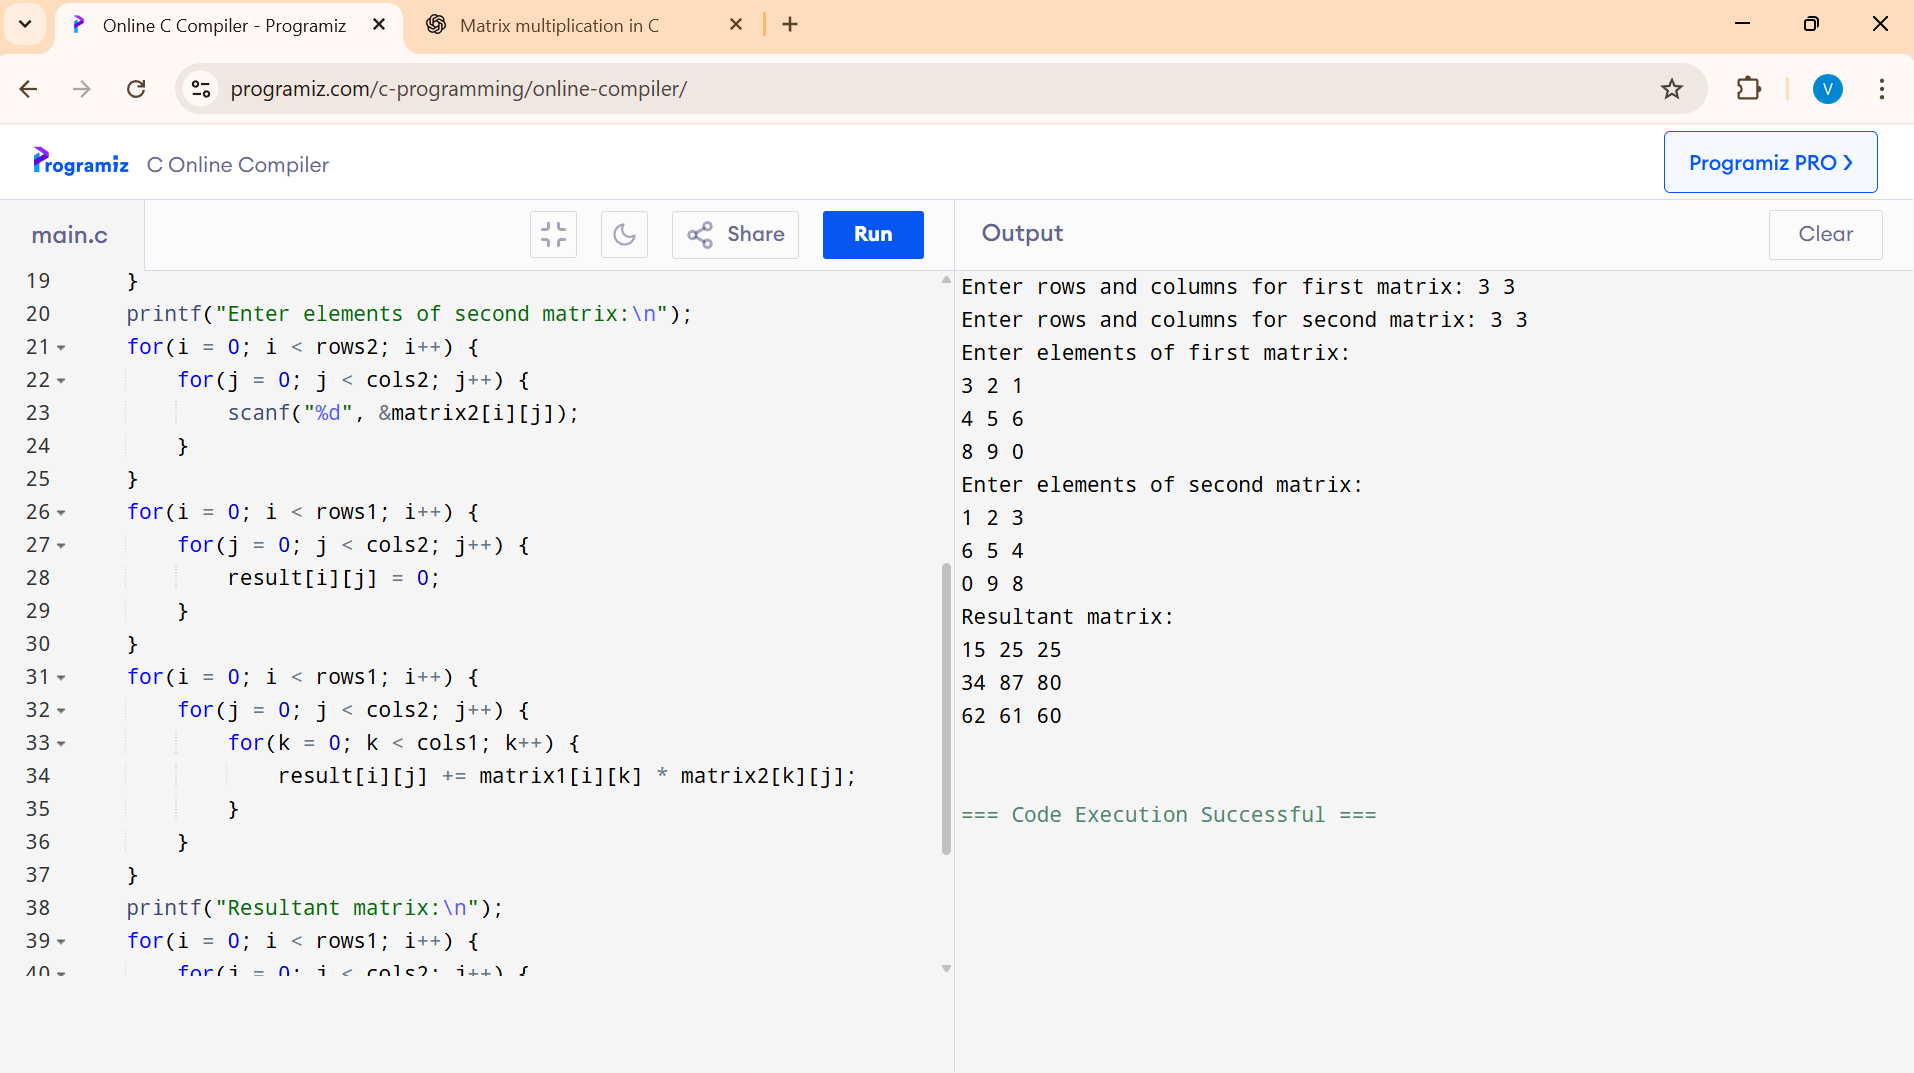 Online C Compiler - Programiz
Matrix multiplication in C
programiz.com/c-programming/online-compiler/
V
Programiz C Online Compiler
Programiz PRO
main.c
Share
Run
Output
Clear
19 }
20 printf("Enter elements of second matrix:\n");
21 for(i = 0; i < rows2; i++) {
22 for(j = 0; j < cols2; j++) {
23 scanf("%d", &matrix2[i][j]);
24 }
25 }
26 for(i = 0; i < rows1; i++) {
27 for(j = 0; j < cols2; j++) {
28 result[i][j] = 0;
29 }
30 }
31 for(i = 0; i < rows1; i++) {
32 for(j = 0; j < cols2; j++) {
33 for(k = 0; k < cols1; k++) {
34 result[i][j] += matrix1[i][k] * matrix2[k][j];
35 }
36 }
37 }
38 printf("Resultant matrix:\n");
39 for(i = 0; i < rows1; i++) {
40 for(j = 0; j < cols2; j++) {
Enter rows and columns for first matrix: 3 3
Enter rows and columns for second matrix: 3 3
Enter elements of first matrix:
3 2 1
4 5 6
8 9 0
Enter elements of second matrix:
1 2 3
6 5 4
0 9 8
Resultant matrix:
15 25 25
34 87 80
62 61 60
=== Code Execution Successful ===